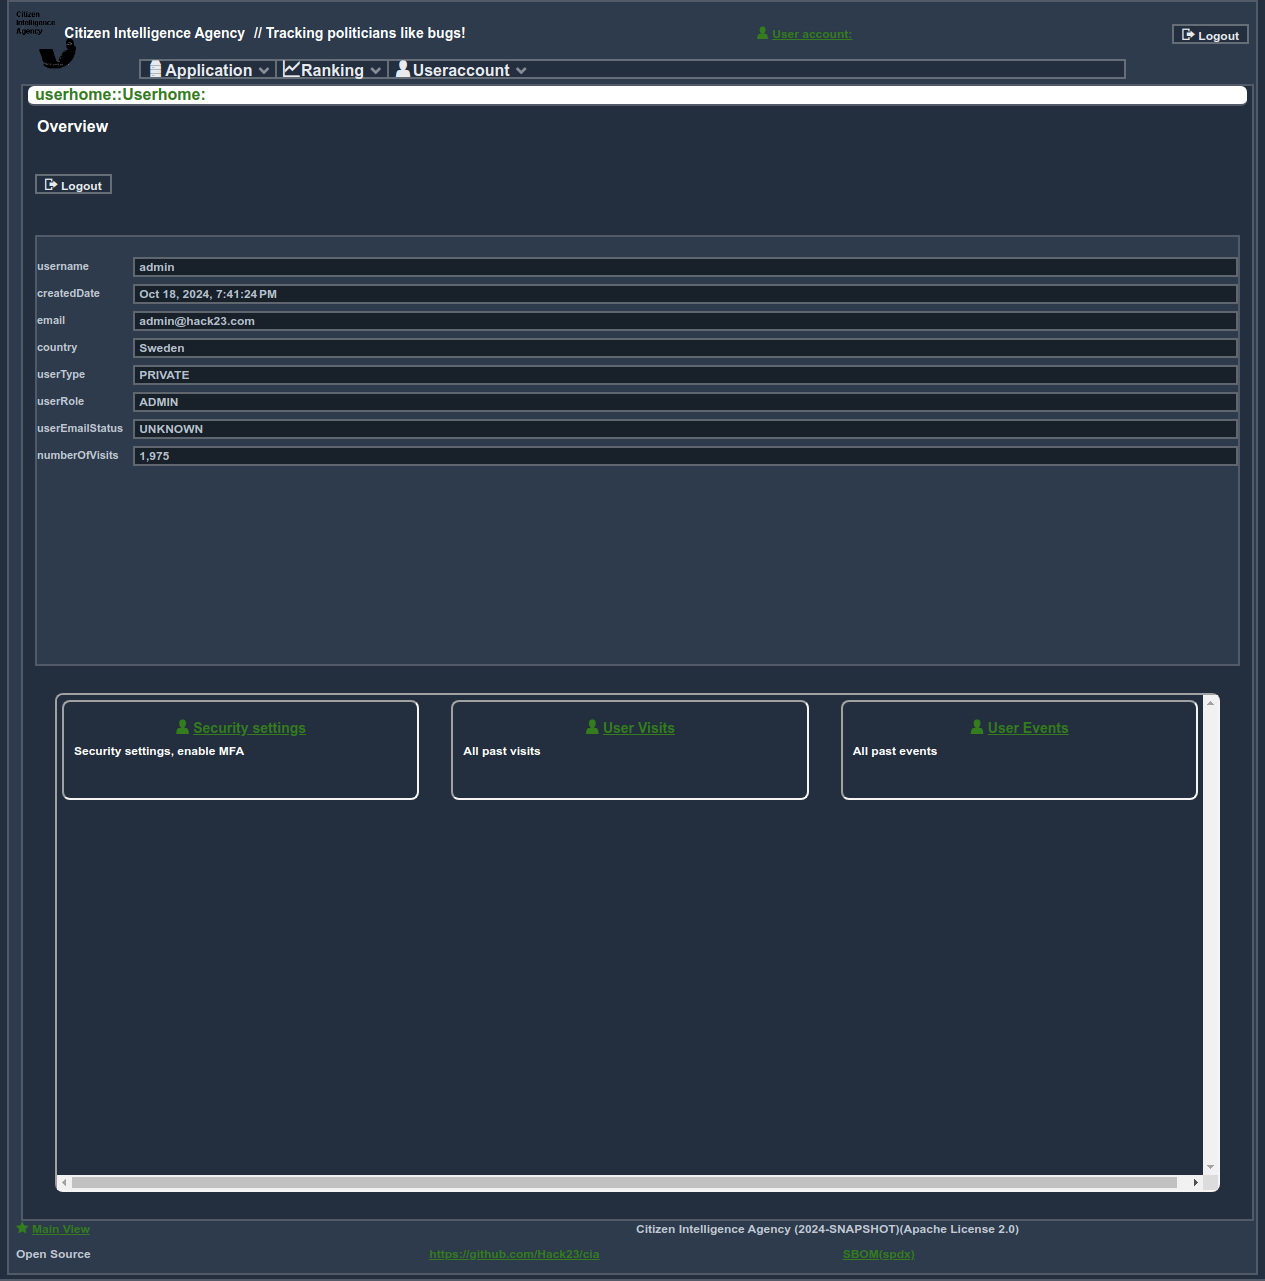 Citizen
Intelligence
Agency
Citizen Intelligence Agency // Tracking politicians like bugs!
User account:
Logout
Application
Ranking
Useraccount
userhome::Userhome:
Overview
Logout
username admin
createdDate Oct 18, 2024, 7:41:24 PM
email admin@hack23.com
country Sweden
userType PRIVATE
userRole ADMIN
userEmailStatus UNKNOWN
numberOfVisits 1,975
Security settings
Security settings, enable MFA
User Visits
All past visits
User Events
All past events
Main View
Citizen Intelligence Agency (2024-SNAPSHOT)(Apache License 2.0)
Open Source
https://github.com/Hack23/cia
SBOM(spdx)